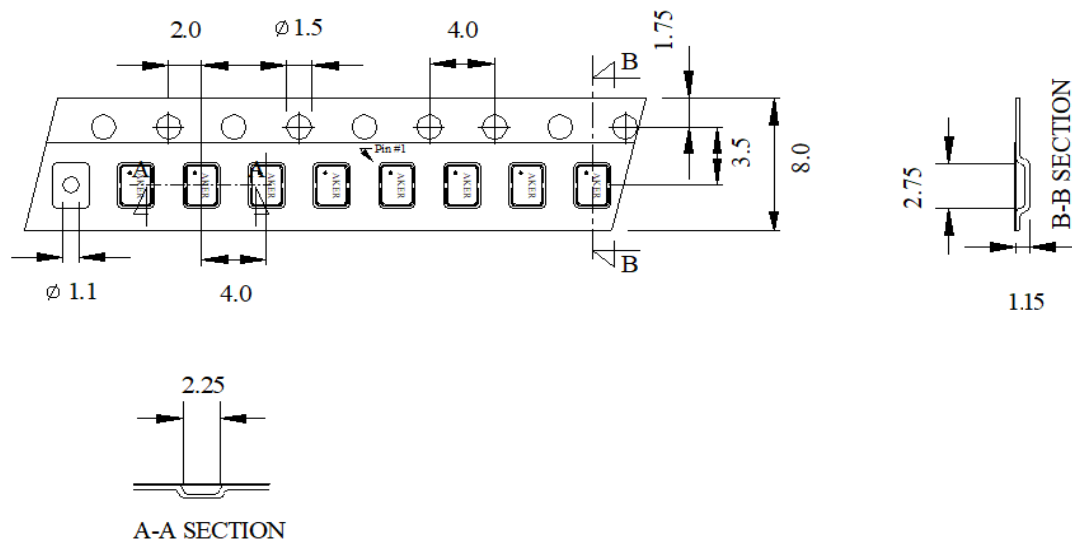 2.0
⌀ 1.5
4.0
1.75
B
Pin #1
3.5
8.0
A
A
AKER
AKER
AKER
AKER
AKER
AKER
AKER
AKER
B
⌀ 1.1
4.0
2.75
B-B SECTION
1.15
2.25
A-A SECTION